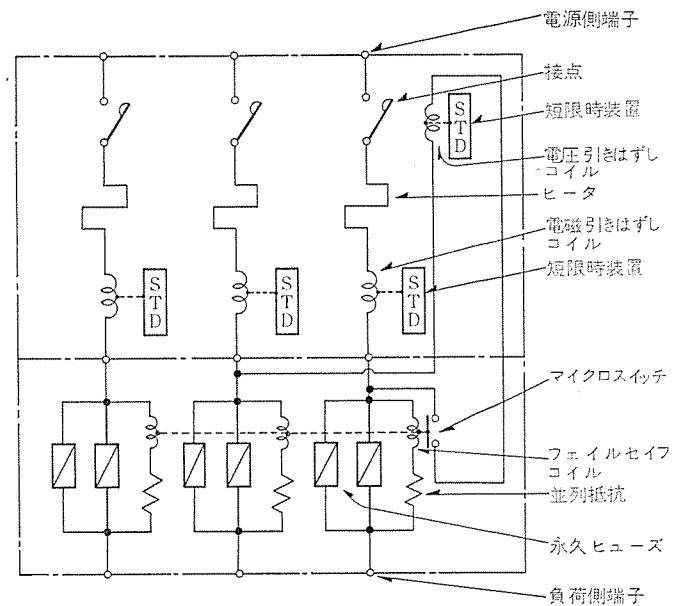 電源側端子
接点
短限時装置
電圧引きはずし
コイル
ヒータ
電磁引きはずし
コイル
短限時装置
マイクロスイッチ
フェイルセイフ
コイル
並列抵抗
永久ヒューズ
負荷側端子
STD
STD
STD
STD